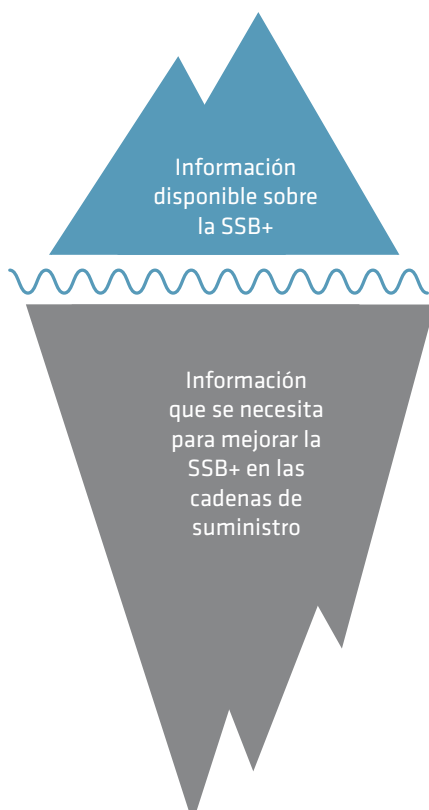 Información
disponible sobre
la SSB+
Información
que se necesita
para mejorar la
SSB+ en las
cadenas de
suministro